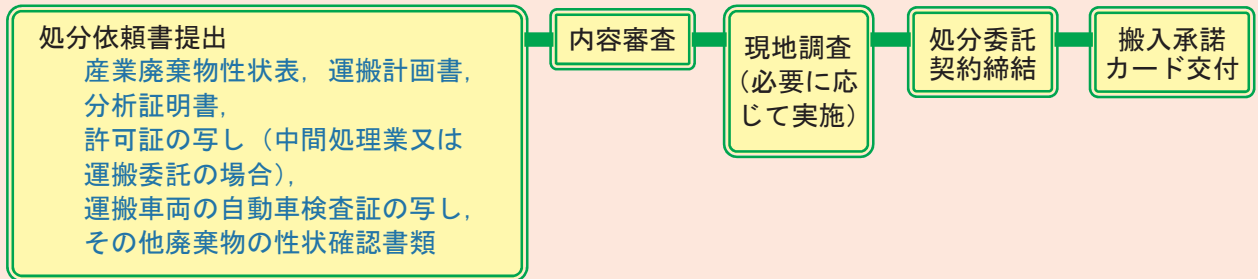 処分依頼書提出
産業廃棄物性状表，運搬計画書，
分析証明書，
許可証の写し（中間処理業又は
運搬委託の場合），
運搬車両の自動車検査証の写し，
その他廃棄物の性状確認書類
内容審査
現地調査
（必要に応
じて実施）
処分委託
契約締結
搬入承諾
カード交付